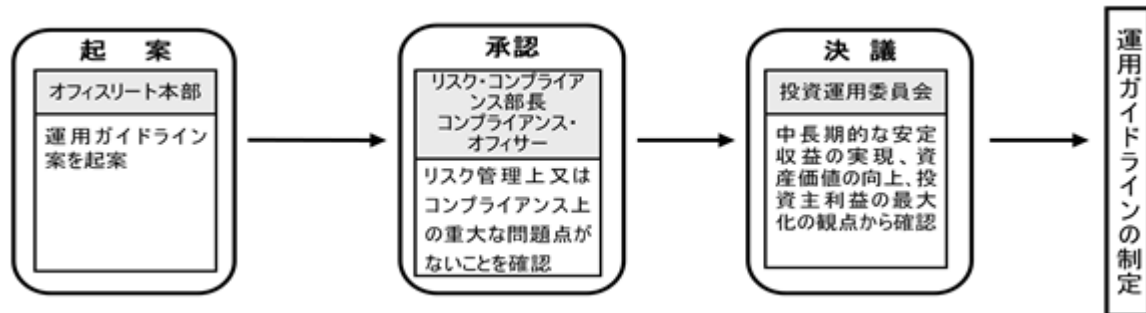 起 案
オフィスリート本部
運用ガイドライン
案を起案
承認
リスク・コンプライア
ンス部長
コンプライアンス・
オフィサー
リスク管理上又は
コンプライアンス上
の重大な問題点が
ないことを確認
決 議
投資運用委員会
中長期的な安定
収益の実現、資
産価値の向上、投
資主利益の最大
化の観点から確認
運用ガイドラインの制定